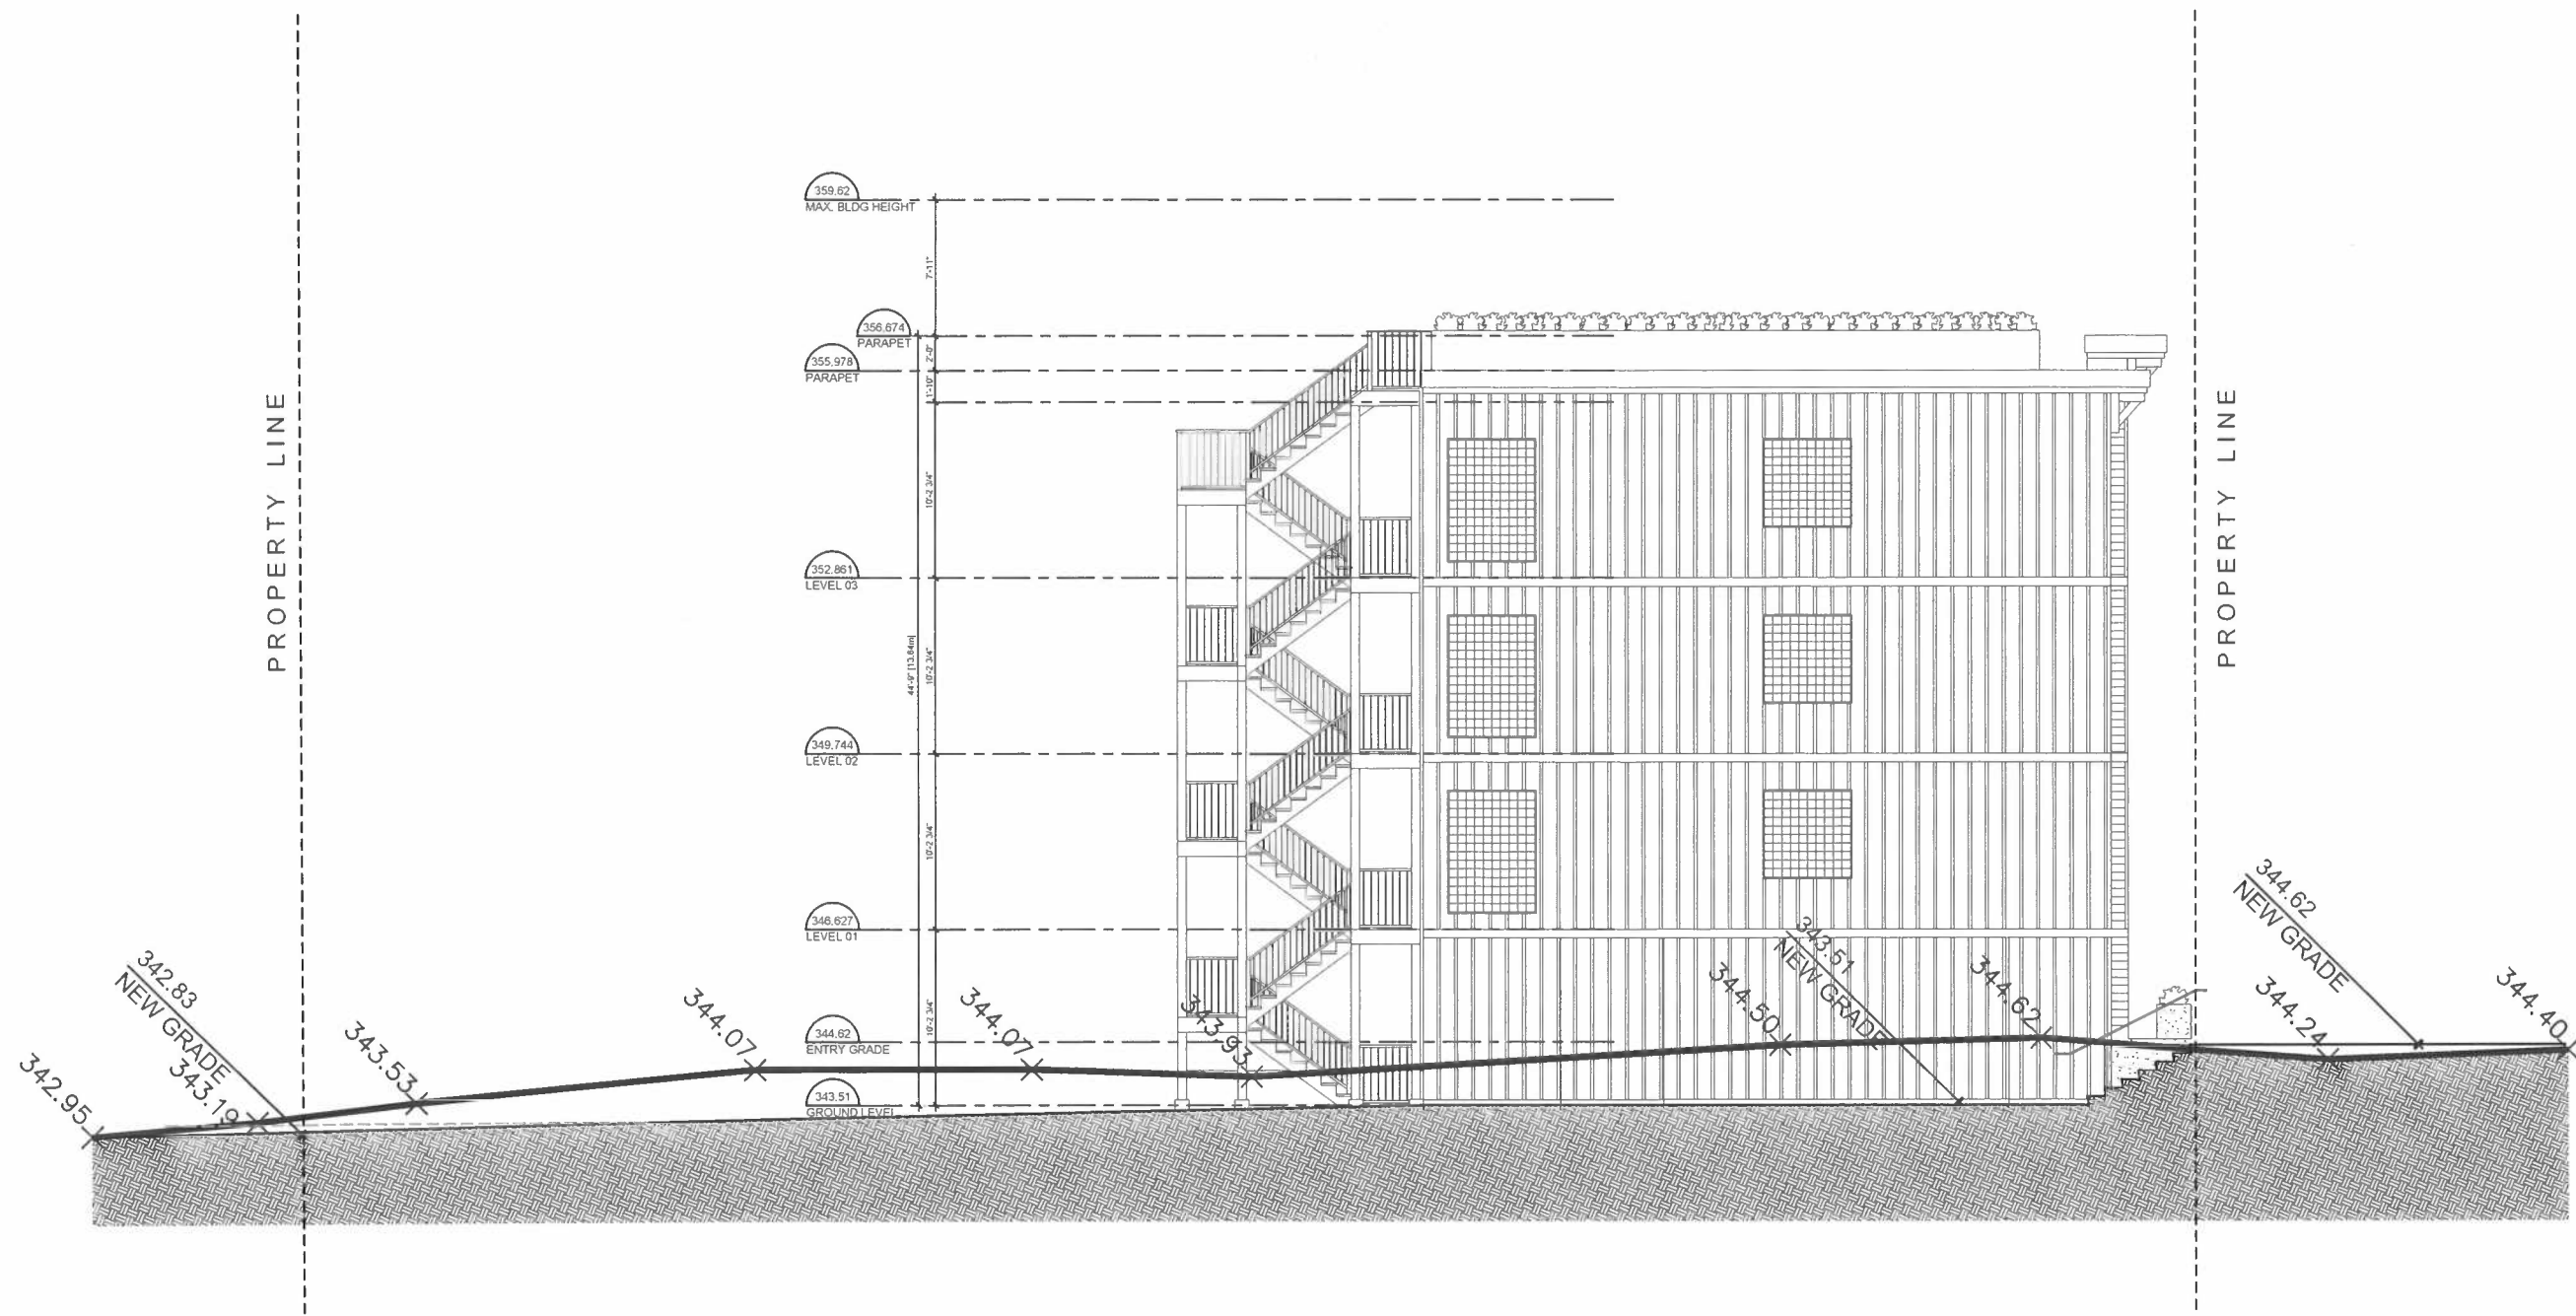 359.62
MAX. BLDG HEIGHT
7'-11"
356.674
PARAPET
2'-0"
355.978
PARAPET
1'-10"
PROPERTY LINE
PROPERTY LINE
10'-2 3/4"
352.861
LEVEL 03
44'-9" [13.64m]
10'-2 3/4"
349.744
LEVEL 02
10'-2 3/4"
346.627
LEVEL 01
10'-2 3/4"
344.62
ENTRY GRADE
343.51
GROUND LEVEL
342.95
342.83
NEW GRADE
343.19
343.53
344.07
344.07
343.93
344.50
343.51
NEW GRADE
344.62
344.62
NEW GRADE
344.24
344.40